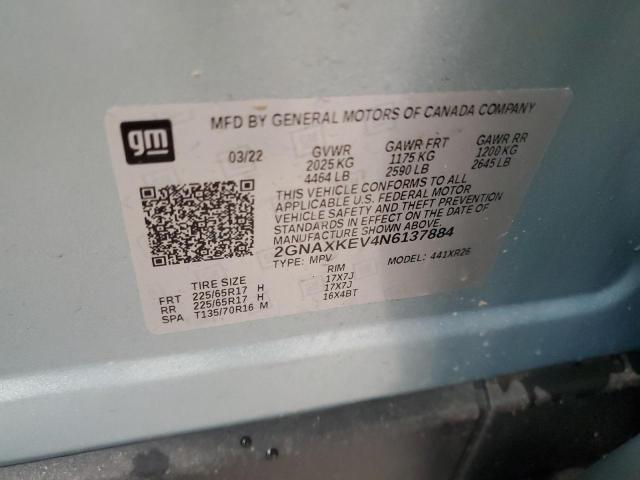 gm
MFD BY GENERAL MOTORS OF CANADA COMPANY
03/22 GVWR GAWR FRT GAWR RR
2025 KG 1175 KG 1200 KG
4464 LB 2590 LB 2645 LB
THIS VEHICLE CONFORMS TO ALL
APPLICABLE U.S. FEDERAL MOTOR
VEHICLE SAFETY AND THEFT PREVENTION
STANDARDS IN EFFECT ON THE DATE OF
MANUFACTURE SHOWN ABOVE.
2GNAXKEV4N6137884
TYPE: MPV MODEL: 441XR26
TIRE SIZE RIM
FRT 225/65R17 H 17X7J
RR 225/65R17 H 17X7J
SPA T135/70R16 M 16X4BT